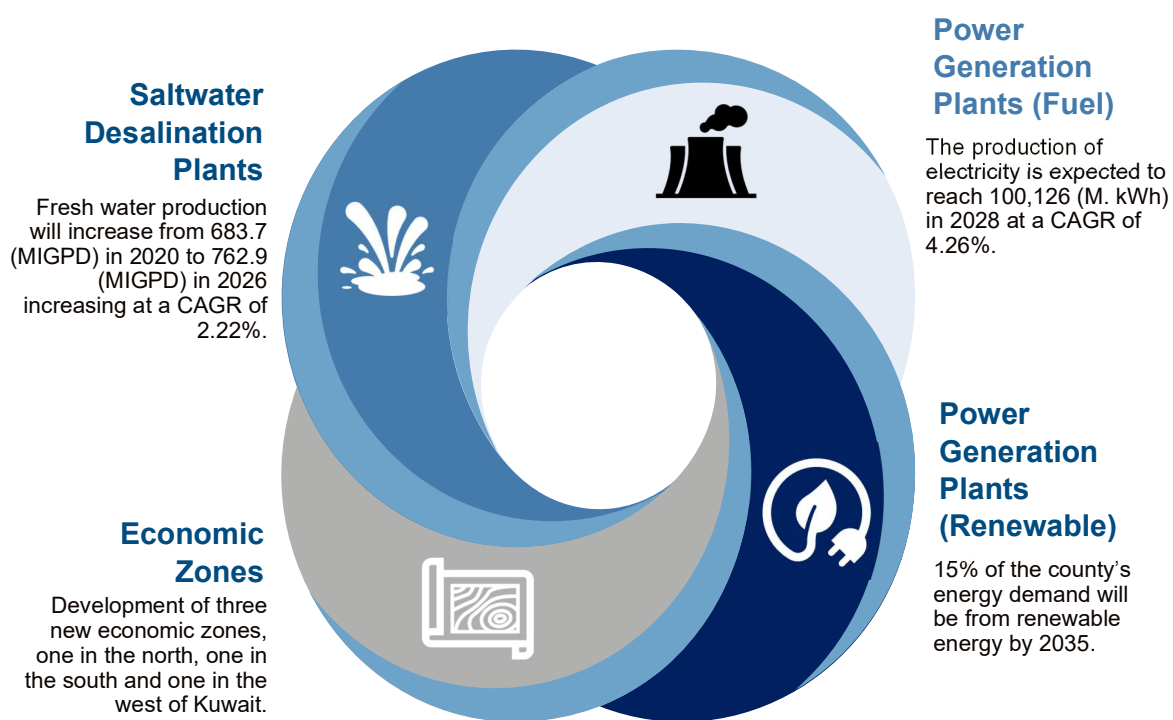 Saltwater
Desalination
Plants
Fresh water production
will increase from 683.7
(MIGPD) in 2020 to 762.9
(MIGPD) in 2026
increasing at a CAGR of
2.22%.
Power
Generation
Plants (Fuel)
The production of
electricity is expected to
reach 100,126 (M. kWh)
in 2028 at a CAGR of
4.26%.
Economic
Zones
Development of three
new economic zones,
one in the north, one in
the south and one in the
west of Kuwait.
Power
Generation
Plants
(Renewable)
15% of the county’s
energy demand will
be from renewable
energy by 2035.